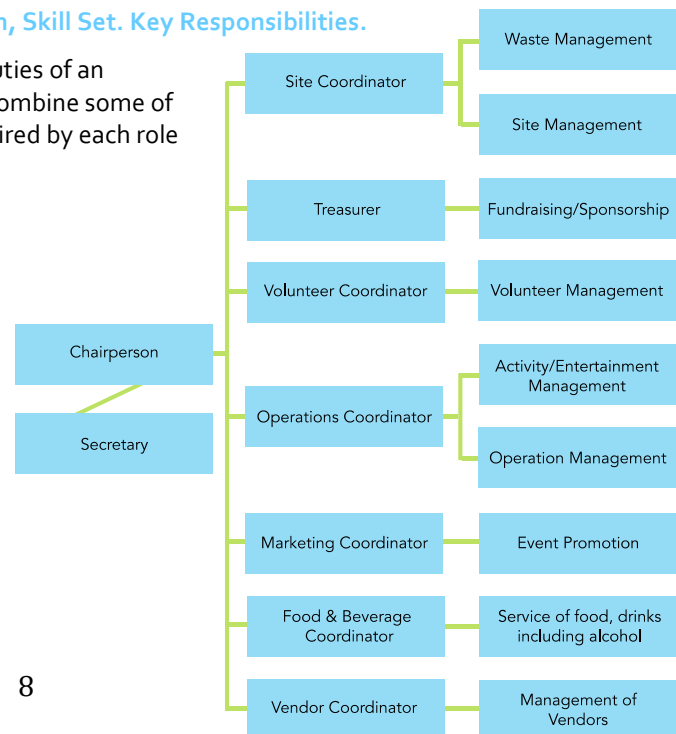 n, Skill Set. Key Responsibilities.
uties of an
ombine some of
ired by each role
Chairperson
Secretary
Site Coordinator
Waste Management
Site Management
Treasurer
Fundraising/Sponsorship
Volunteer Coordinator
Volunteer Management
Operations Coordinator
Activity/Entertainment
Management
Operation Management
Marketing Coordinator
Event Promotion
Food & Beverage
Coordinator
Service of food, drinks
including alcohol
Vendor Coordinator
Management of
Vendors
8